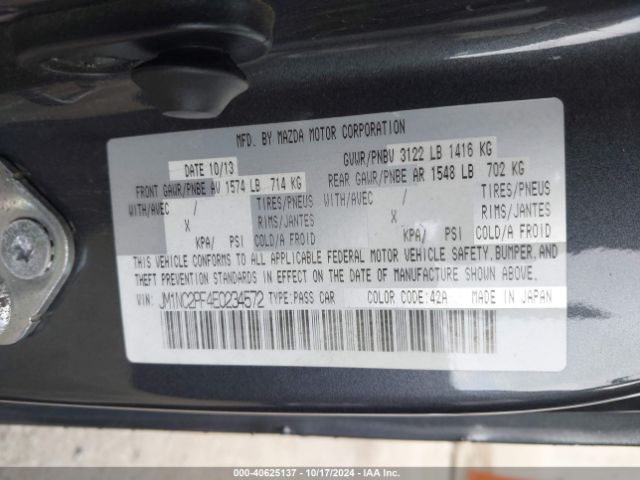 MFD. BY MAZDA MOTOR CORPORATION
DATE 10/13
GVWR/PNBV 3122 LB 1416 KG
FRONT GAWR/PNBE AV 1574 LB 714 KG
REAR GAWR/PNBE AR 1548 LB 702 KG
WITH/AVEC / TIRES/PNEUS WITH/AVEC / TIRES/PNEUS
X RIMS/JANTES X RIMS/JANTES
KPA/ PSI COLD/A FROID KPA/ PSI COLD/A FROID
THIS VEHICLE CONFORMS TO ALL APPLICABLE FEDERAL MOTOR VEHICLE SAFETY, BUMPER, AND
THEFT PREVENTION STANDARDS IN EFFECT ON THE DATE OF MANUFACTURE SHOWN ABOVE.
VIN: JM1NC2PF4E0234572 TYPE:PASS CAR COLOR CODE:42A MADE IN JAPAN
000-40625137 - 10/17/2024 - IAAI.COM